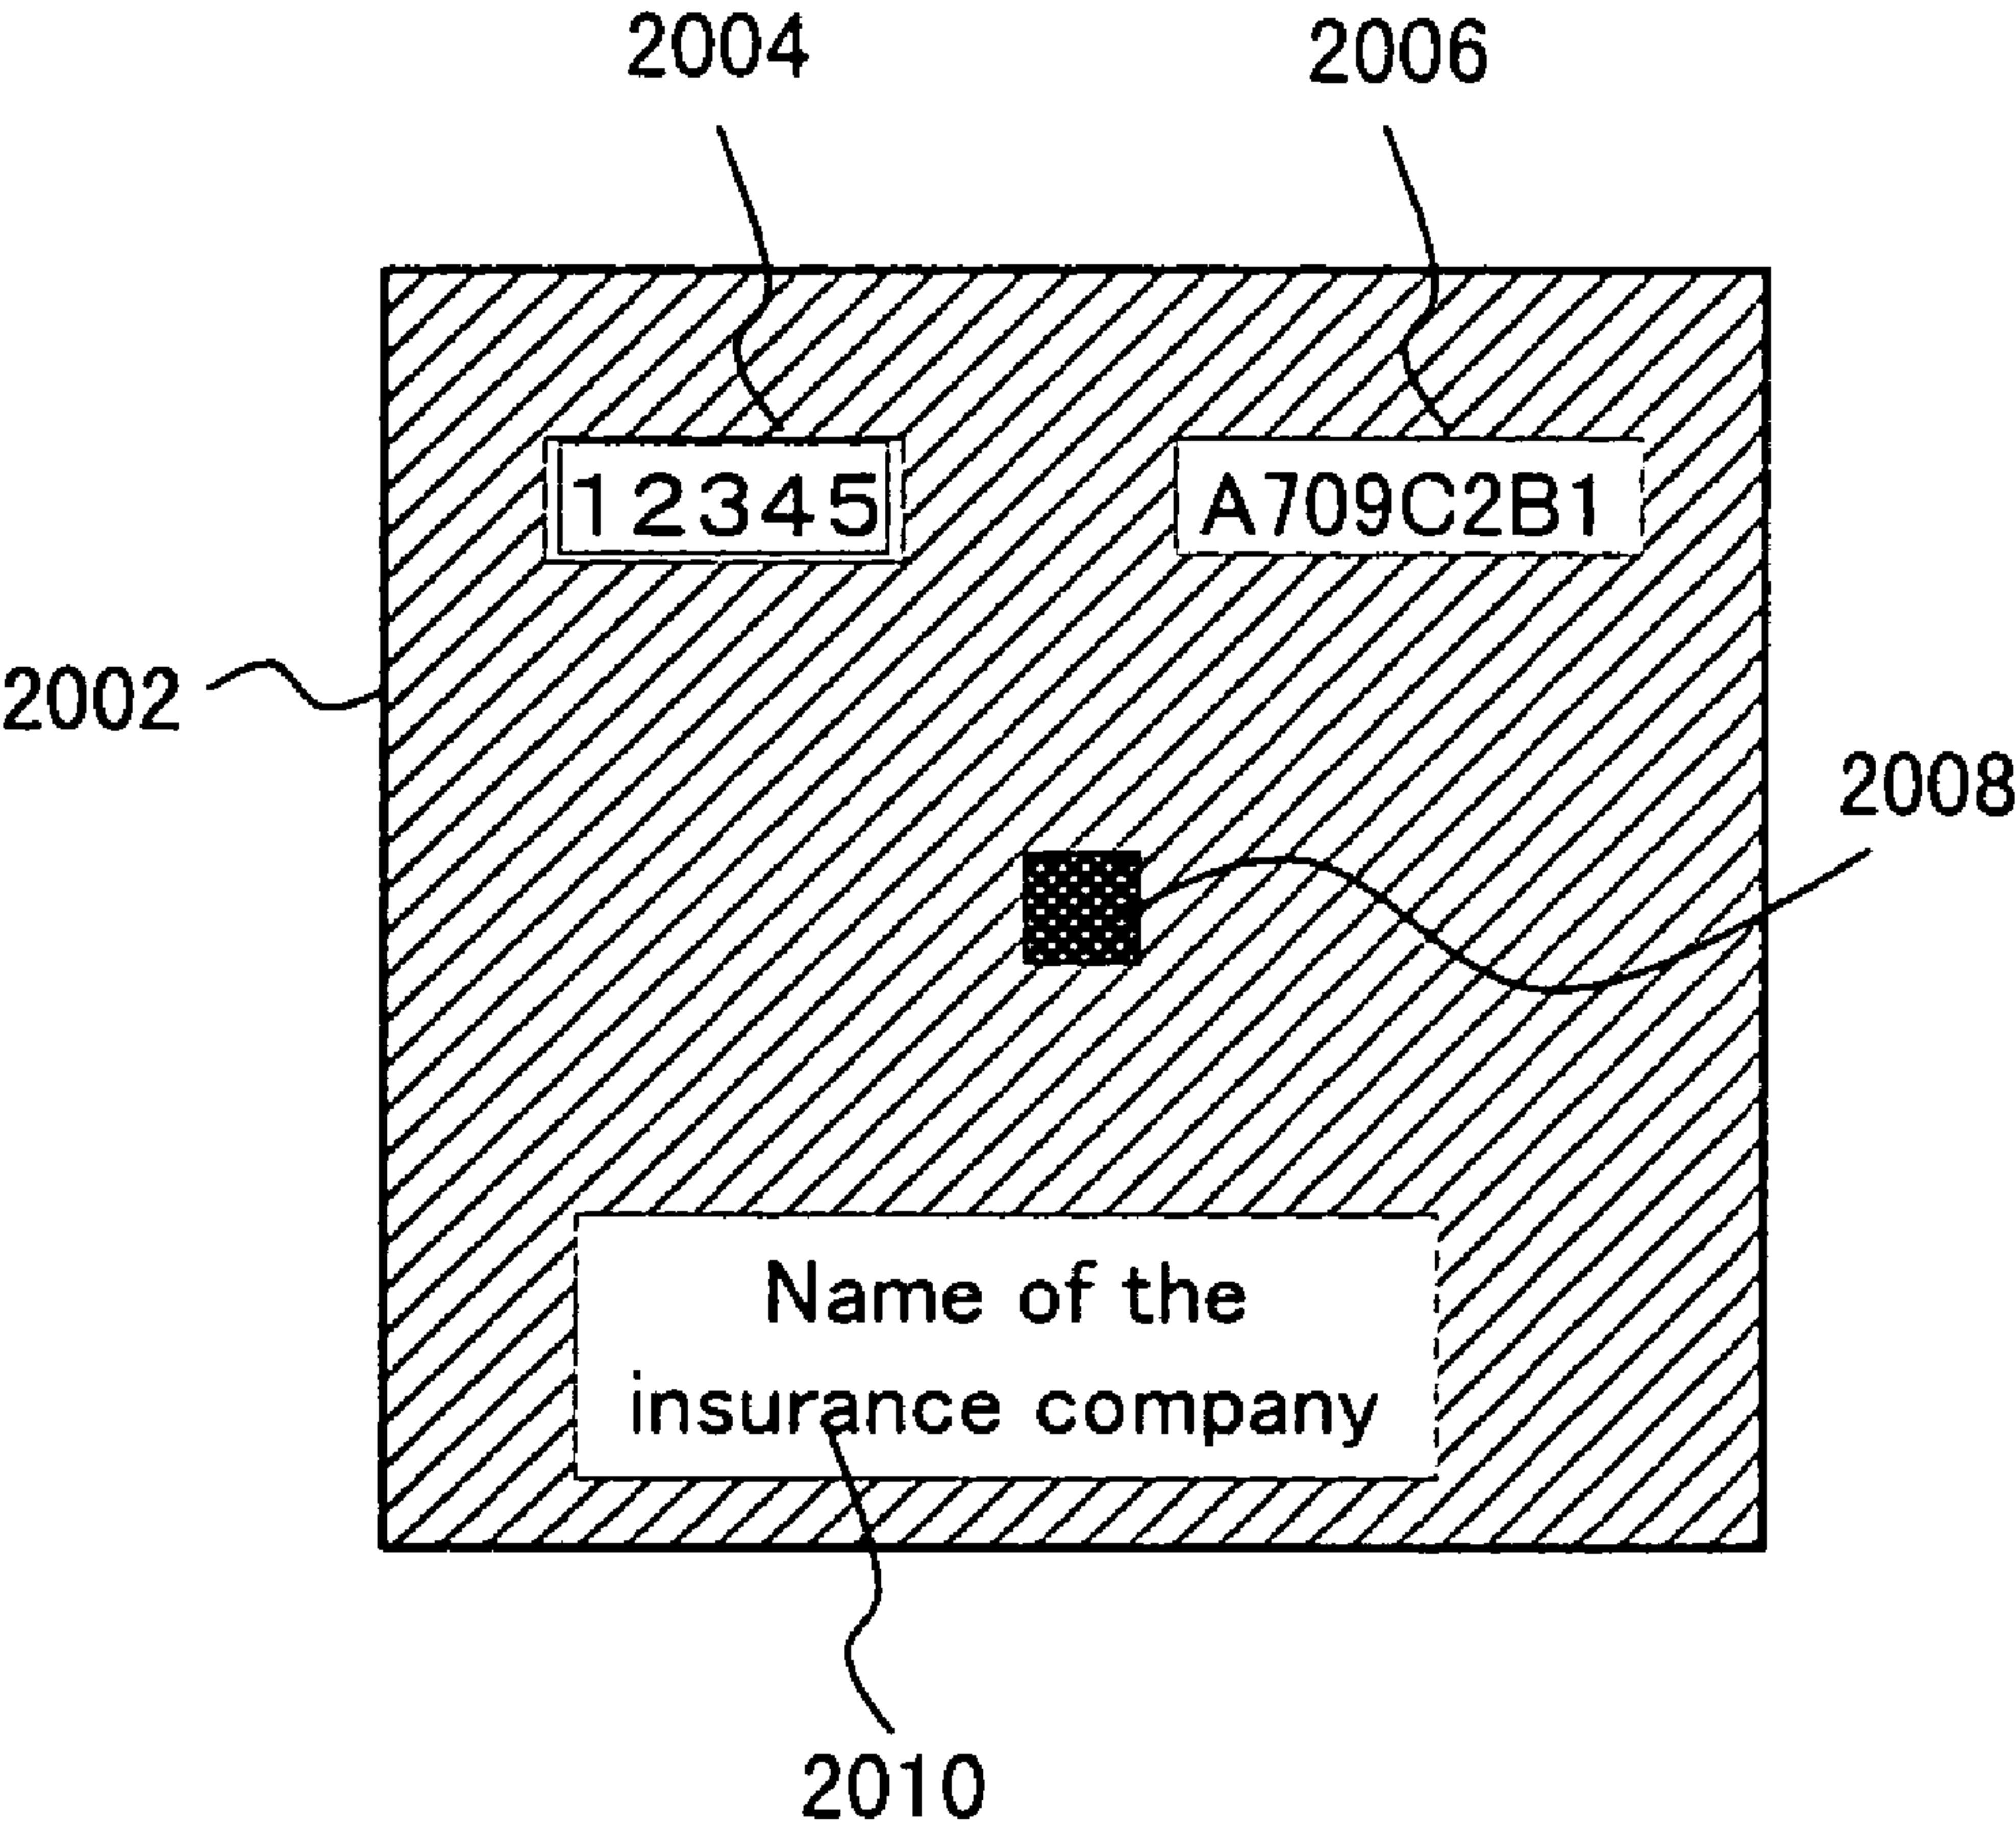 2004 2006
12345 A709C2B1
2002
2008
Name of the
insurance company
2010